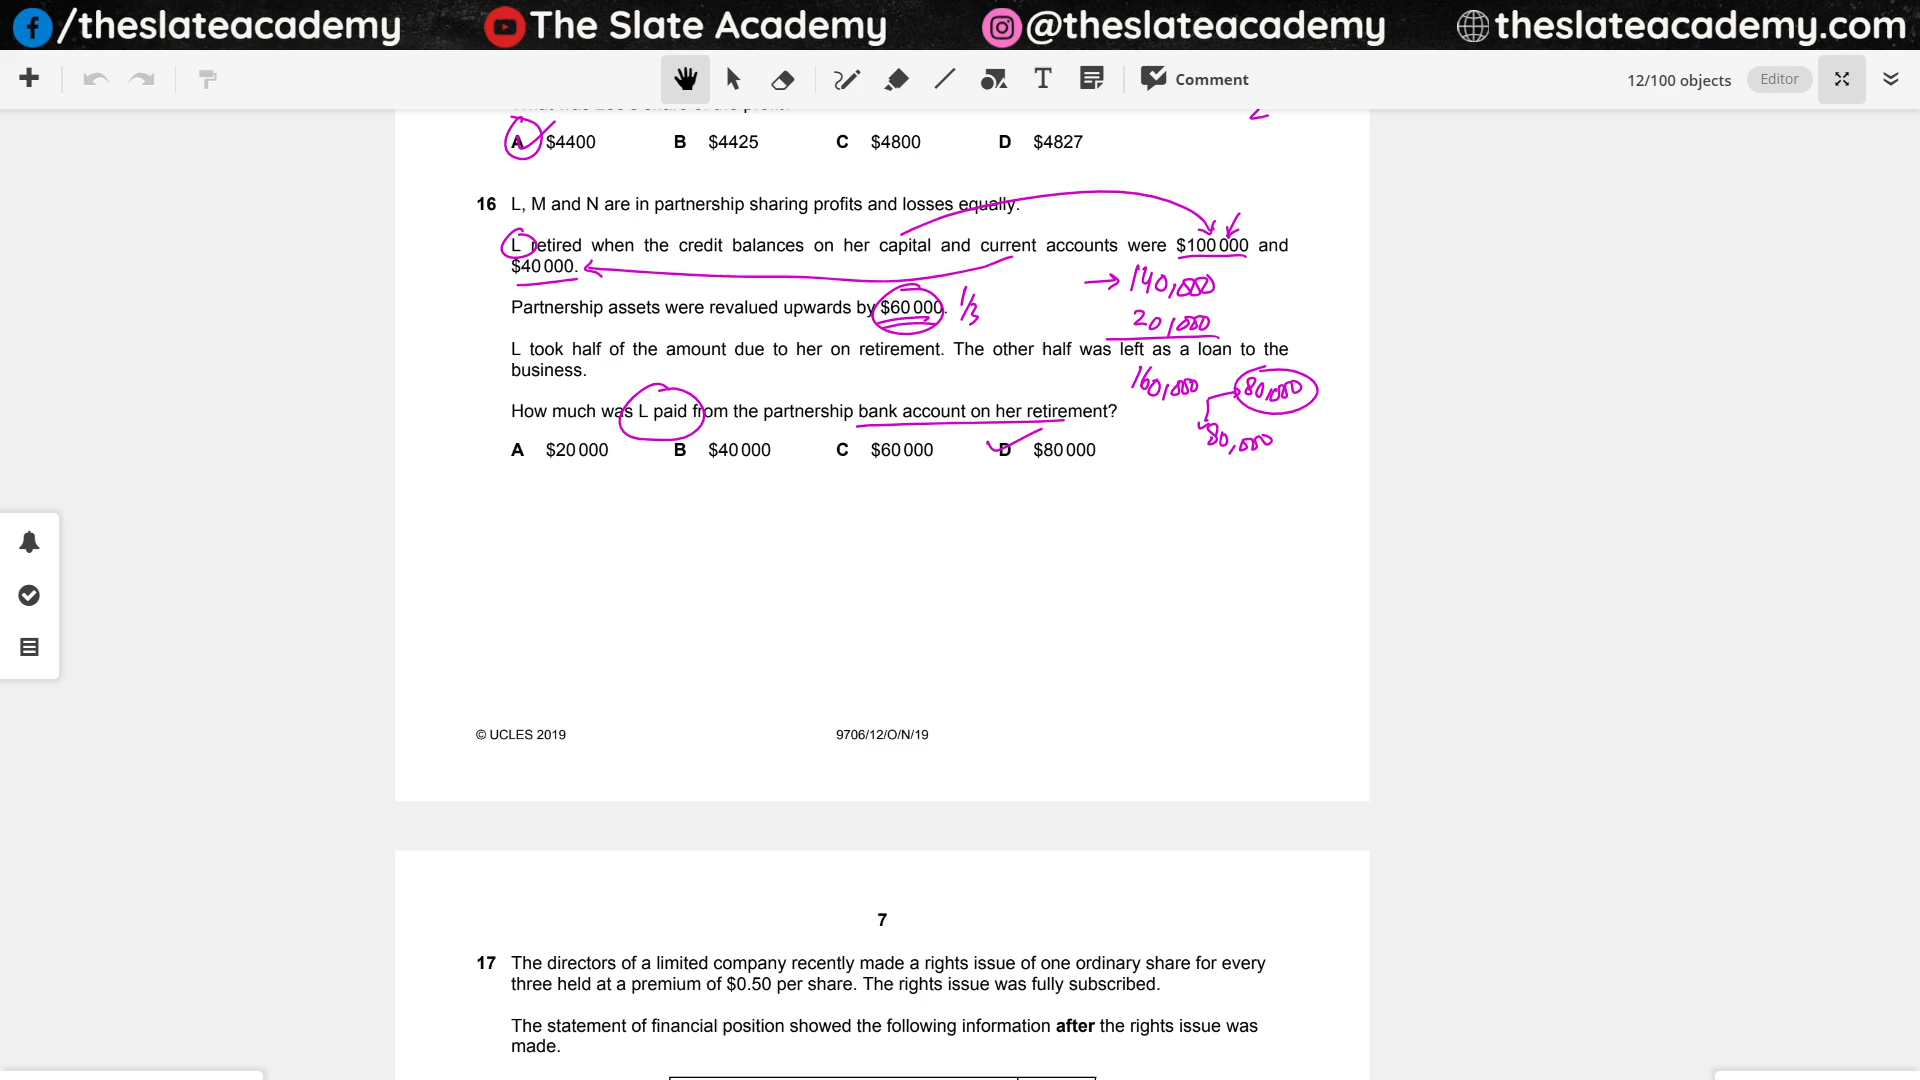 /theslateacademy The Slate Academy @theslateacademy theslateacademy.com
Comment 12/100 objects Editor
A $4400 B $4425 C $4800 D $4827
16 L, M and N are in partnership sharing profits and losses equally.
L retired when the credit balances on her capital and current accounts were $100 000 and
$40 000.
140,000
Partnership assets were revalued upwards by $60 000. 1/3
20,000
L took half of the amount due to her on retirement. The other half was left as a loan to the
business.
160,000 80,000
How much was L paid from the partnership bank account on her retirement?
80,000
A $20 000 B $40 000 C $60 000 D $80 000
© UCLES 2019 9706/12/O/N/19
7
17 The directors of a limited company recently made a rights issue of one ordinary share for every
three held at a premium of $0.50 per share. The rights issue was fully subscribed.
The statement of financial position showed the following information after the rights issue was
made.